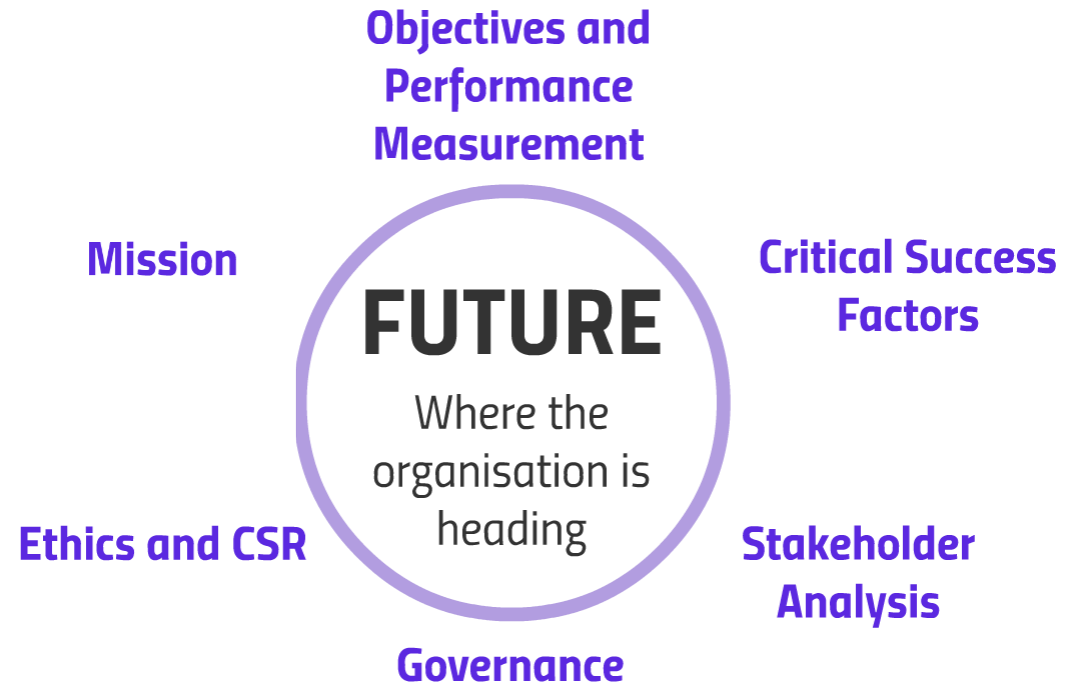 Objectives and
Performance
Measurement
Mission
Critical Success
Factors
FUTURE
Where the
organisation is
heading
Ethics and CSR
Stakeholder
Analysis
Governance